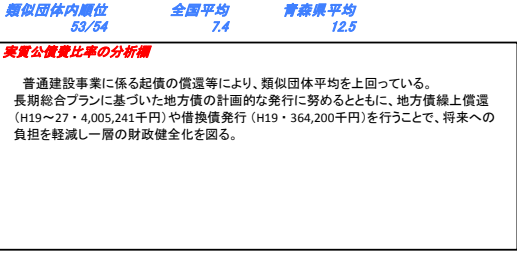 類似団体内順位 全国平均 青森県平均
53/54 7.4 12.5
実質公債費比率の分析欄
普通建設事業に係る起債の償還等により、類似団体平均を上回っている。
長期総合プランに基づいた地方債の計画的な発行に努めるとともに、地方債繰上償還
（H19～27・4,005,241千円）や借換債発行（H19・364,200千円）を行うことで、将来への
負担を軽減し一層の財政健全化を図る。